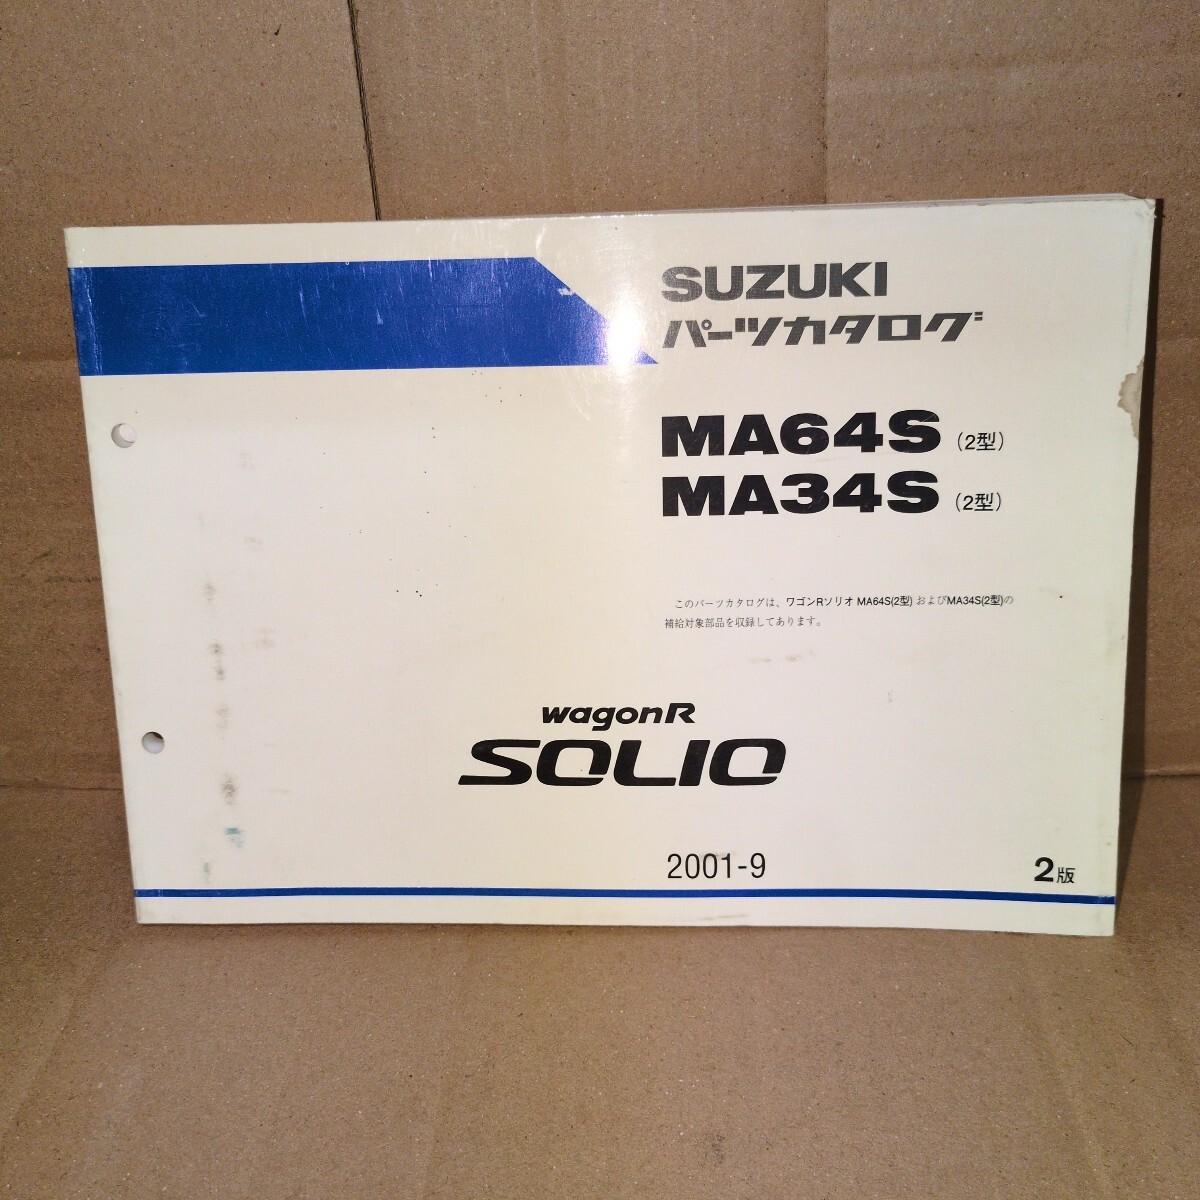 SUZUKI
パーツカタログ
MA64S (2型)
MA34S (2型)
このパーツカタログは、ワゴンRソリオ MA64S(2型) およびMA34S(2型)の
補給対象部品を収録してあります。
wagonR
SOLIO
2001-9
2版